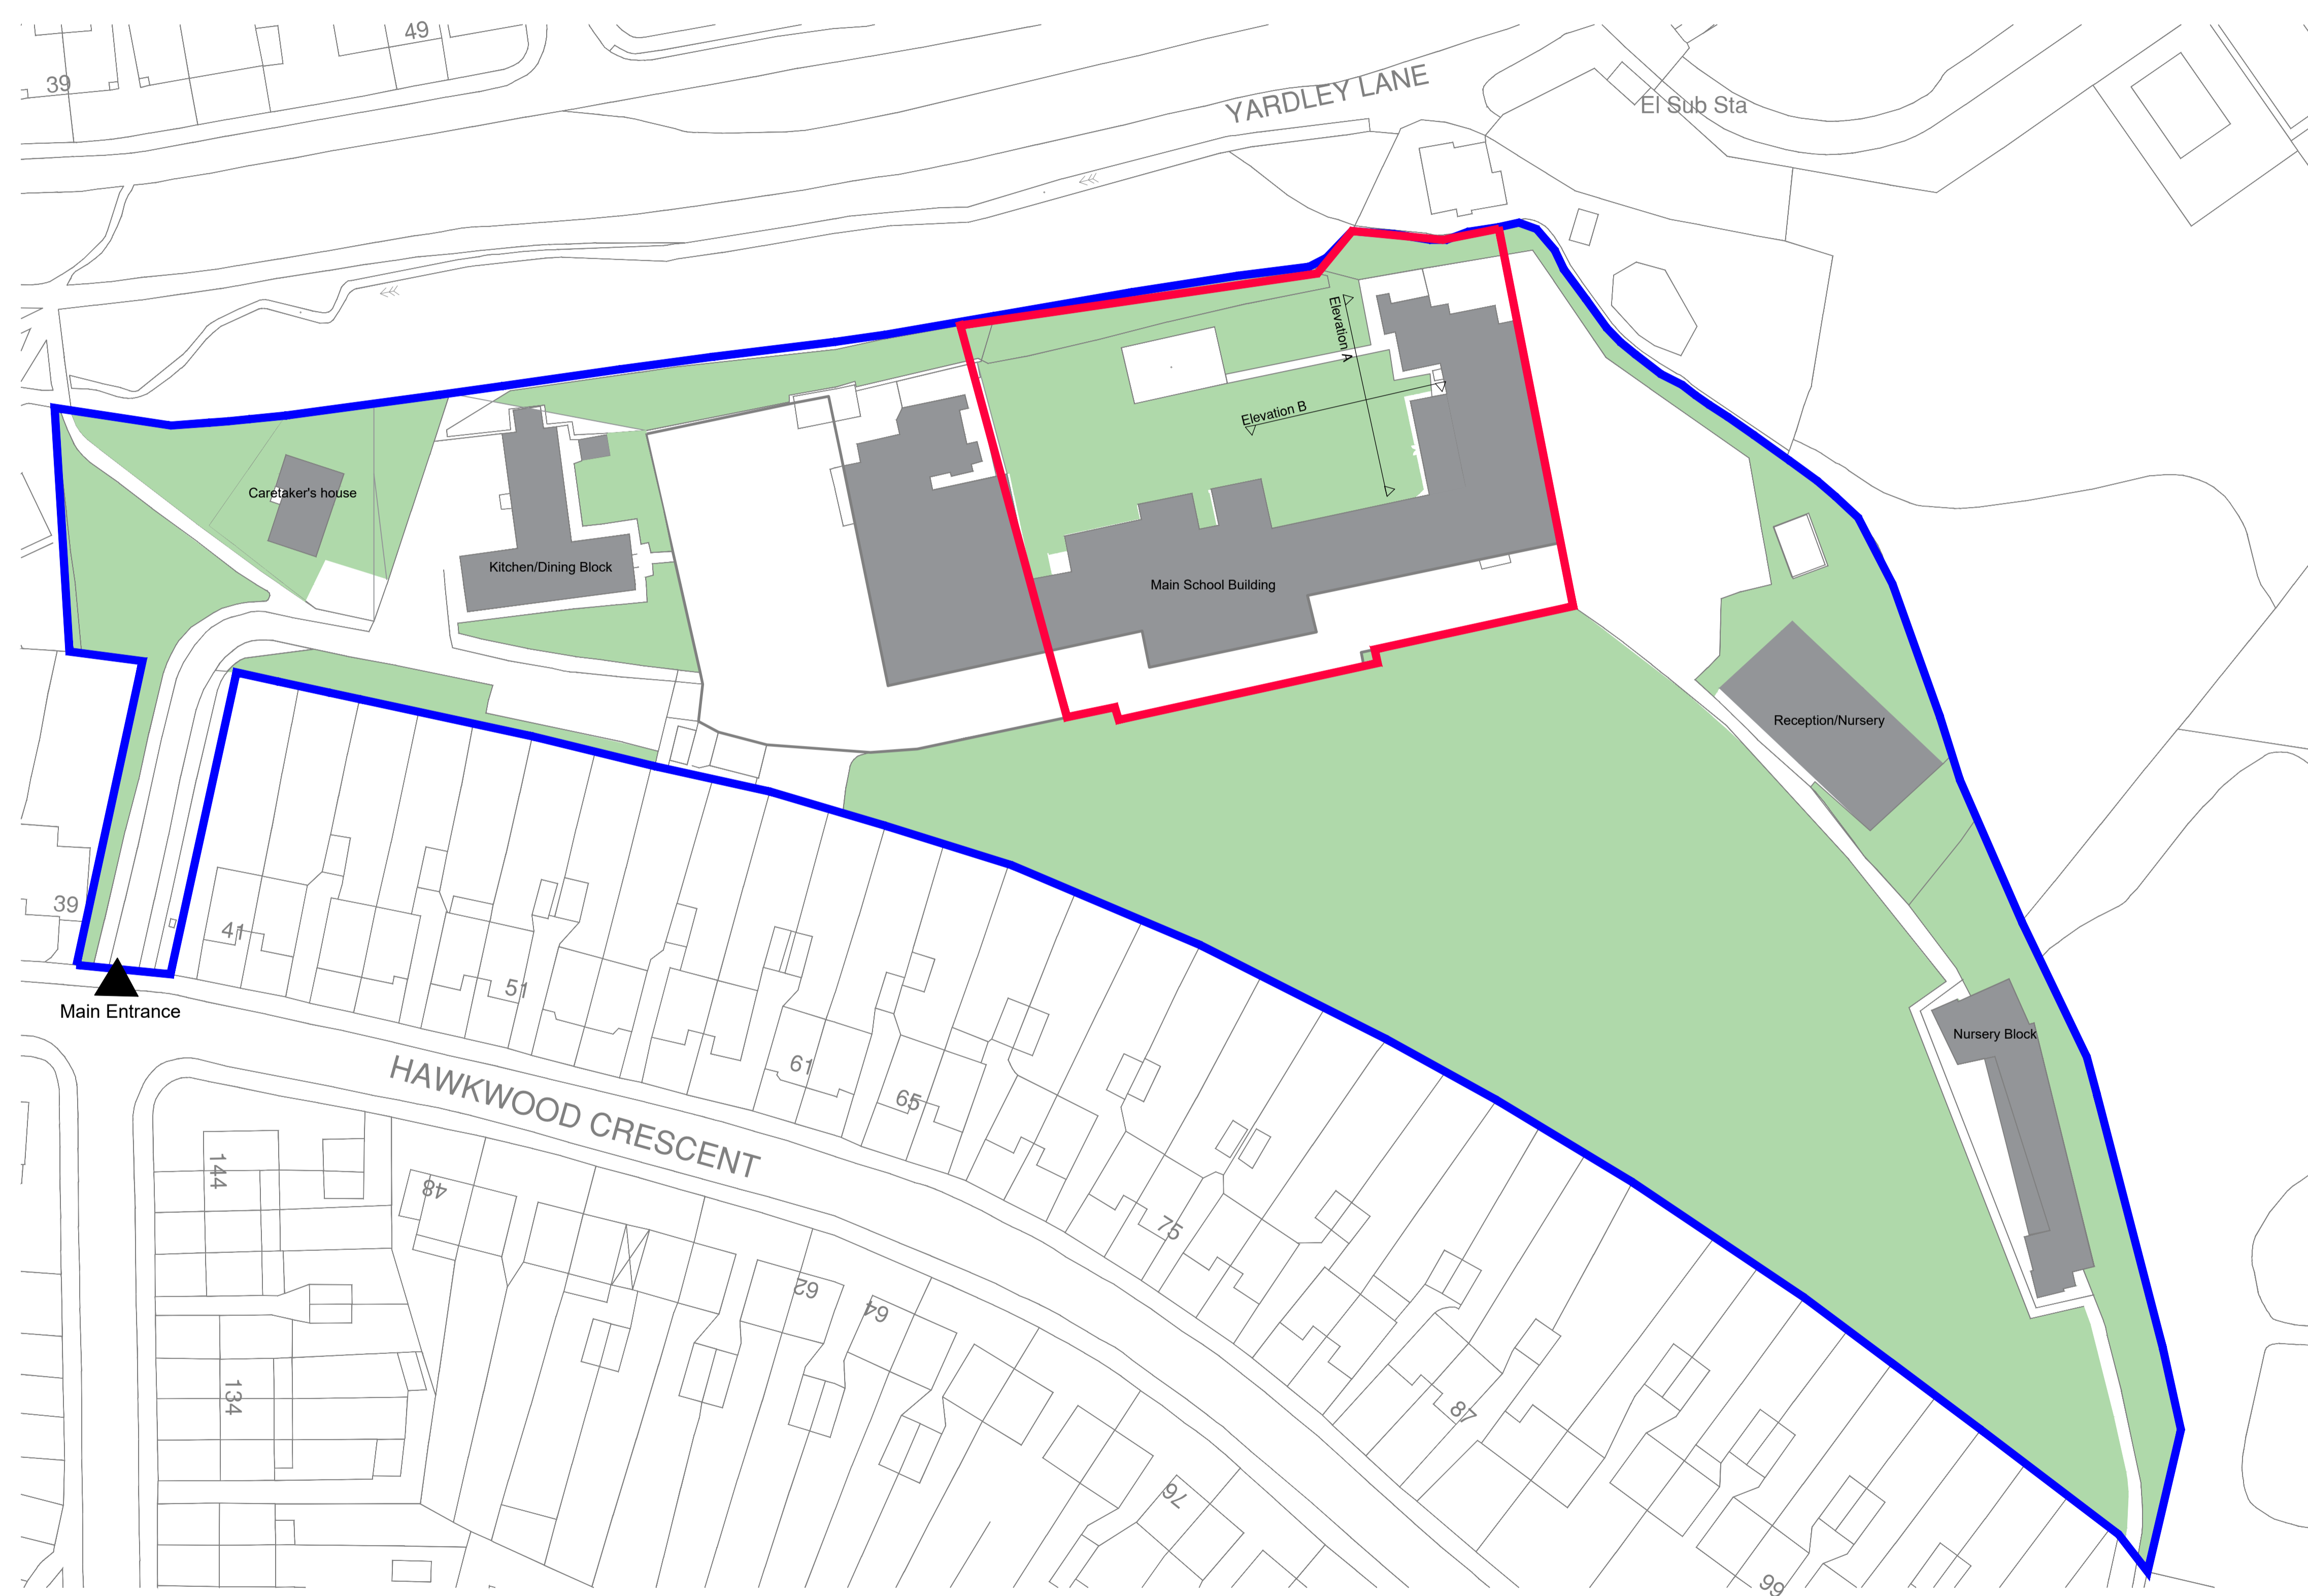 49
39
YARDLEY LANE
El Sub Sta
Elevation A
Elevation B
Caretaker's house
Kitchen/Dining Block
Main School Building
Reception/Nursery
39
41
51
Main Entrance
Nursery Block
61
65
HAWKWOOD CRESCENT
144
48
75
62
64
134
87
76
99